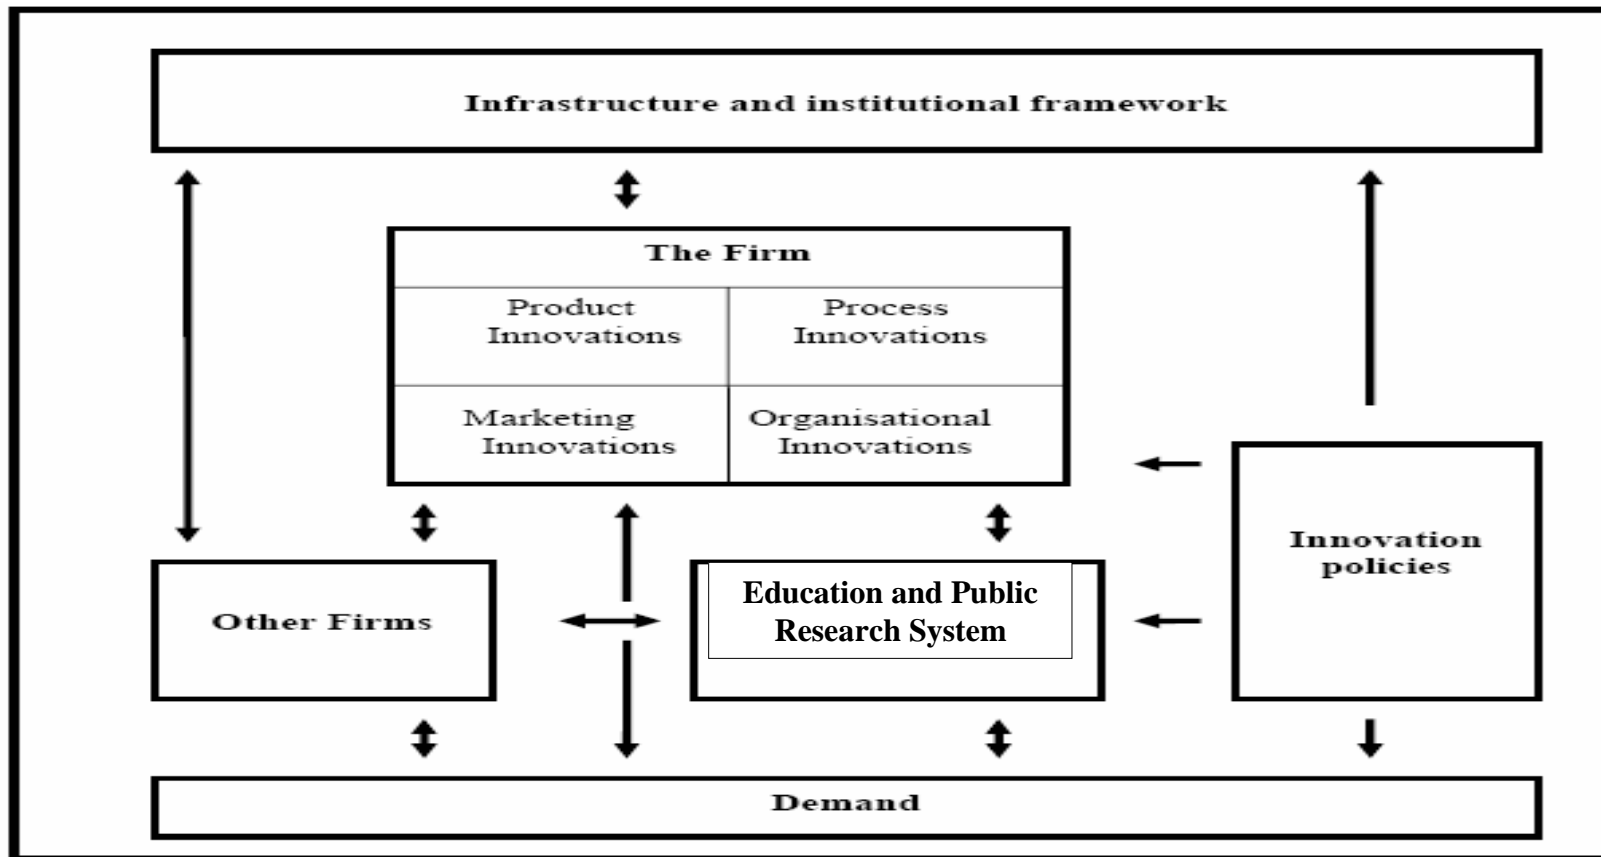 Infrastructure and institutional framework
The Firm
Product
Innovations
Process
Innovations
Marketing
Innovations
Organisational
Innovations
Innovation
policies
Other Firms
Education and Public
Research System
Demand